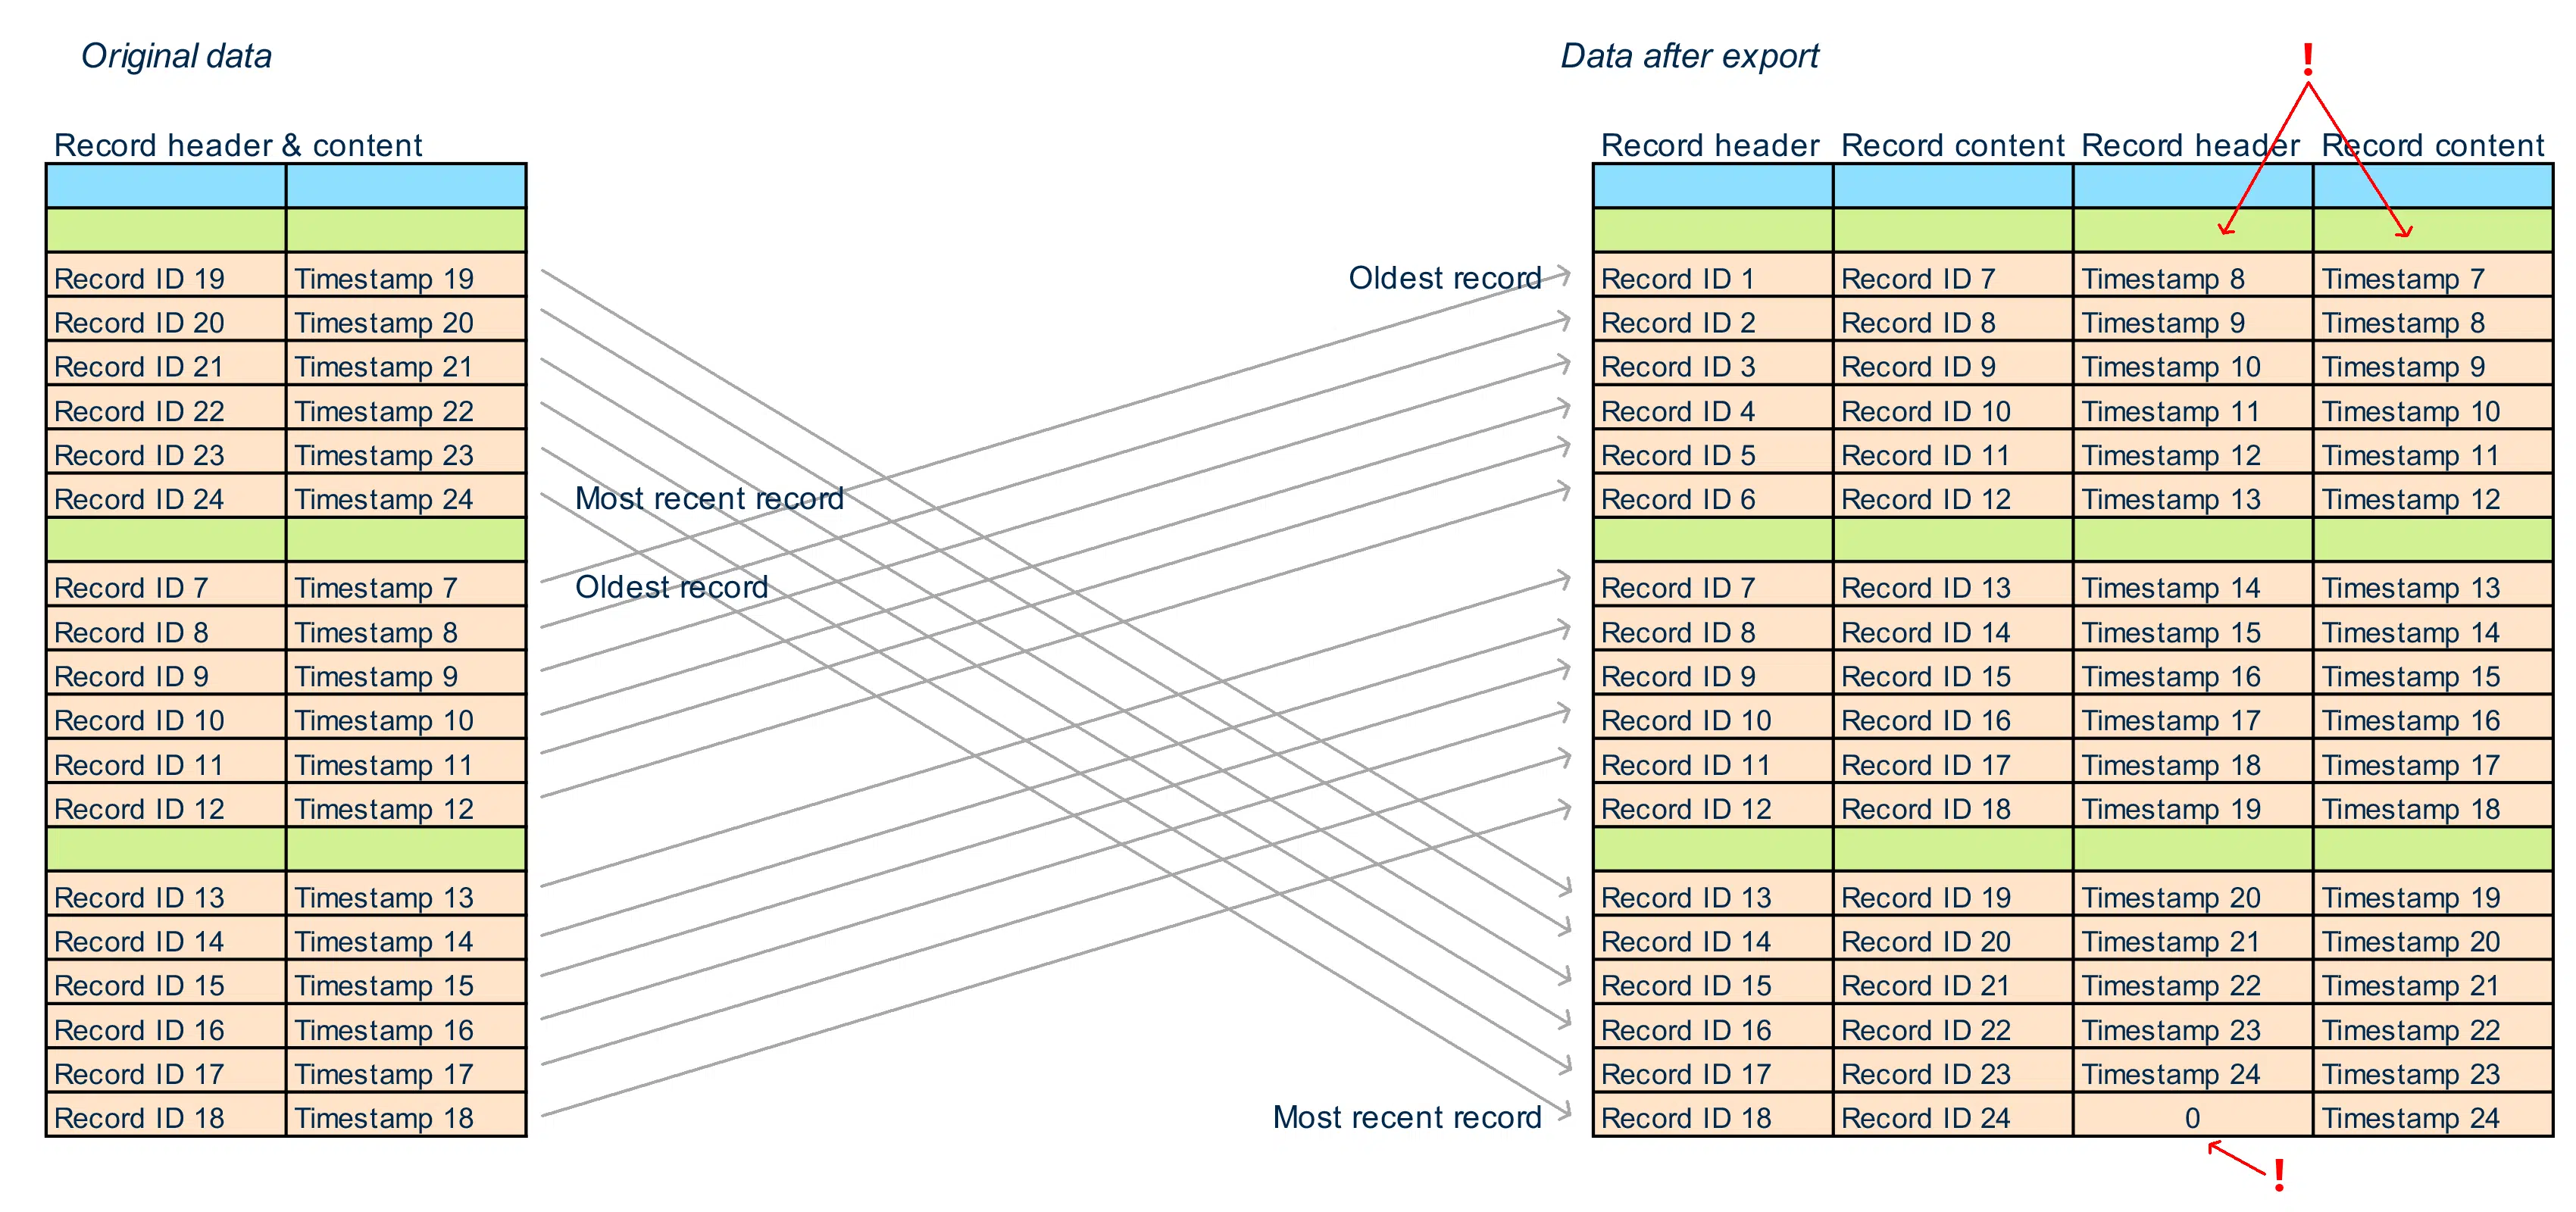 Original data
Data after export
!
Record header & content
Record header Record content Record header Record content
Record ID 19 Timestamp 19
Record ID 20 Timestamp 20
Record ID 21 Timestamp 21
Record ID 22 Timestamp 22
Record ID 23 Timestamp 23
Record ID 24 Timestamp 24
Most recent record
Record ID 7 Timestamp 7
Oldest record
Record ID 8 Timestamp 8
Record ID 9 Timestamp 9
Record ID 10 Timestamp 10
Record ID 11 Timestamp 11
Record ID 12 Timestamp 12
Record ID 13 Timestamp 13
Record ID 14 Timestamp 14
Record ID 15 Timestamp 15
Record ID 16 Timestamp 16
Record ID 17 Timestamp 17
Record ID 18 Timestamp 18
Oldest record
Record ID 1 Record ID 7 Timestamp 8 Timestamp 7
Record ID 2 Record ID 8 Timestamp 9 Timestamp 8
Record ID 3 Record ID 9 Timestamp 10 Timestamp 9
Record ID 4 Record ID 10 Timestamp 11 Timestamp 10
Record ID 5 Record ID 11 Timestamp 12 Timestamp 11
Record ID 6 Record ID 12 Timestamp 13 Timestamp 12
Record ID 7 Record ID 13 Timestamp 14 Timestamp 13
Record ID 8 Record ID 14 Timestamp 15 Timestamp 14
Record ID 9 Record ID 15 Timestamp 16 Timestamp 15
Record ID 10 Record ID 16 Timestamp 17 Timestamp 16
Record ID 11 Record ID 17 Timestamp 18 Timestamp 17
Record ID 12 Record ID 18 Timestamp 19 Timestamp 18
Record ID 13 Record ID 19 Timestamp 20 Timestamp 19
Record ID 14 Record ID 20 Timestamp 21 Timestamp 20
Record ID 15 Record ID 21 Timestamp 22 Timestamp 21
Record ID 16 Record ID 22 Timestamp 23 Timestamp 22
Record ID 17 Record ID 23 Timestamp 24 Timestamp 23
Most recent record
Record ID 18 Record ID 24 0 Timestamp 24
!